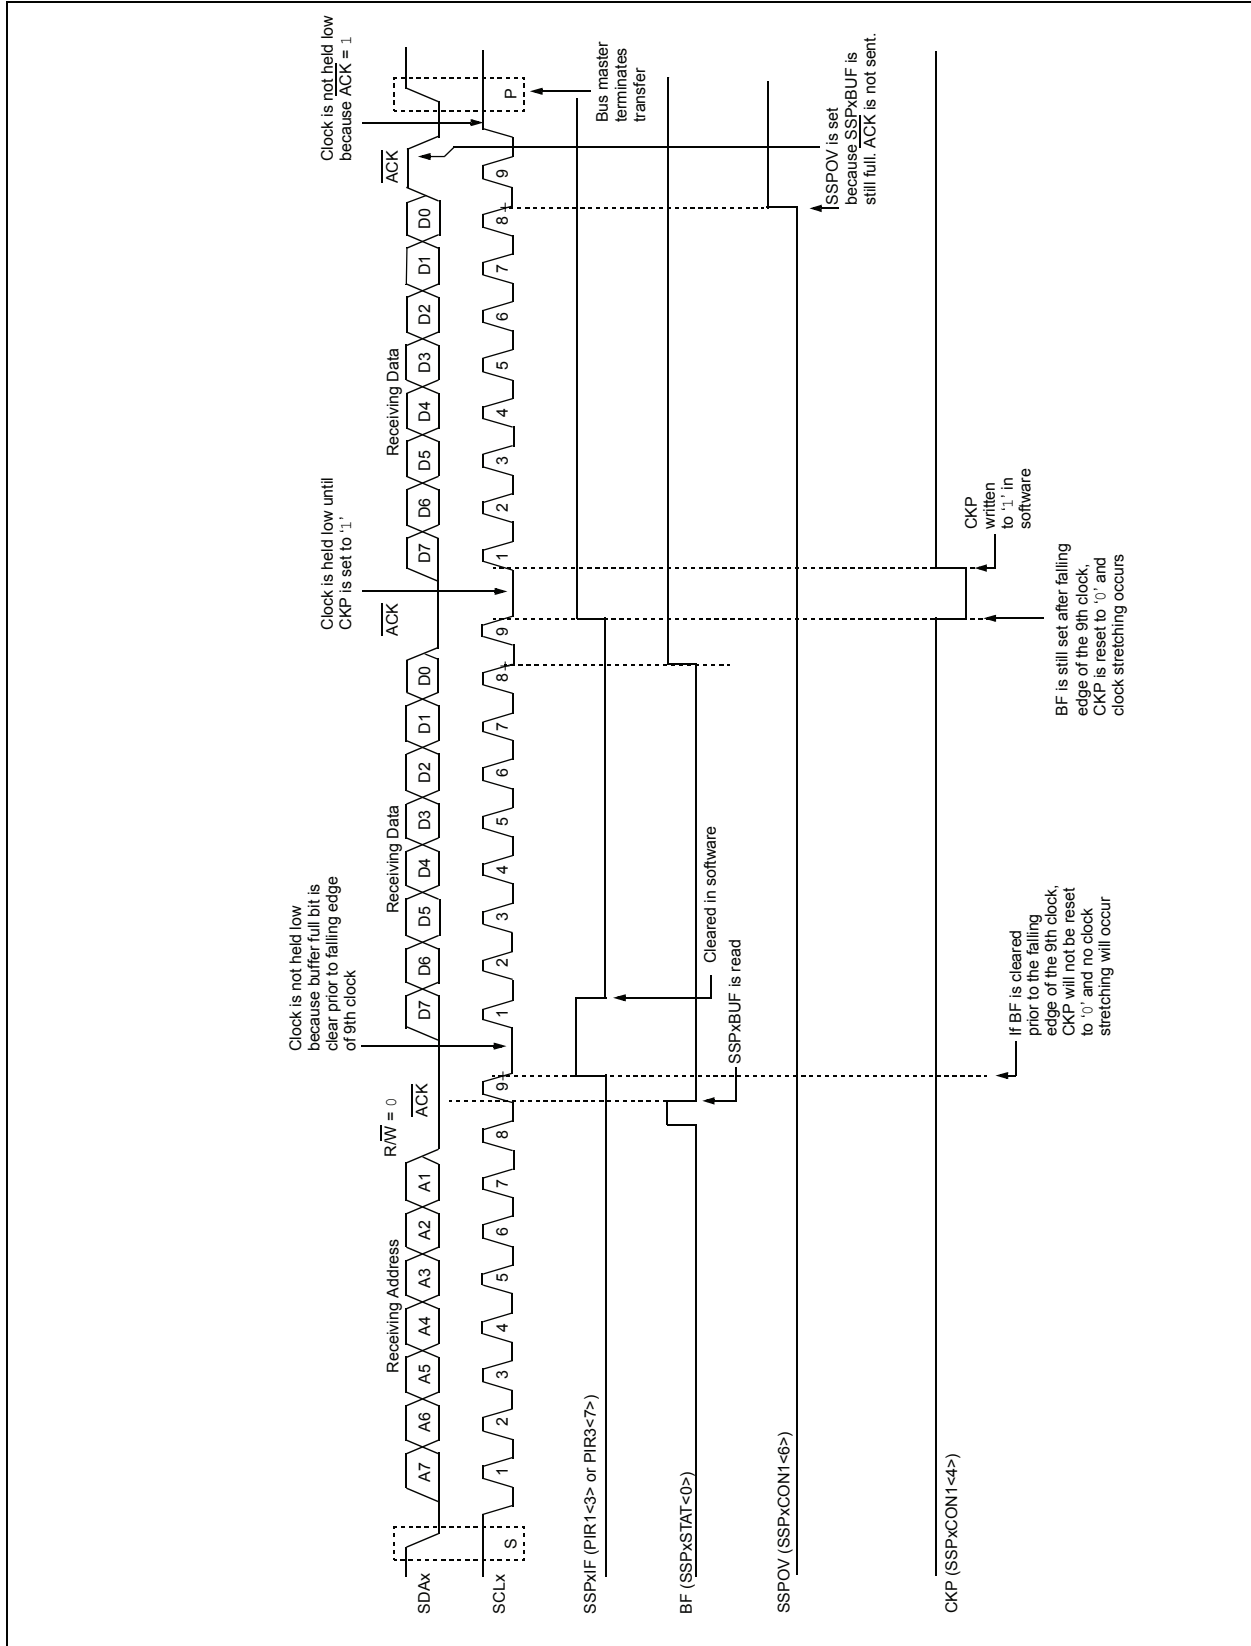 Clock is not held low
because ACK = 1
Clock is held low until
CKP is set to ‘1’
Clock is not held low
because buffer full bit is
clear prior to falling edge
of 9th clock
Receiving Address
R/W = 0
ACK
Receiving Data
ACK
Receiving Data
ACK
SDAx
A7 A6 A5 A4 A3 A2 A1
D7 D6 D5 D4 D3 D2 D1 D0
D7 D6 D5 D4 D3 D2 D1 D0
SCLx
S
1 2 3 4 5 6 7 8 9
1 2 3 4 5 6 7 8 9
1 2 3 4 5 6 7 8 9
P
SSPxIF (PIR1<3> or PIR3<7>)
Cleared in software
Bus master
terminates
transfer
BF (SSPxSTAT<0>)
SSPxBUF is read
SSPOV (SSPxCON1<6>)
SSPOV is set
because SSPxBUF is
still full. ACK is not sent.
CKP (SSPxCON1<4>)
CKP
written
to ‘1’ in
software
If BF is cleared
prior to the falling
edge of the 9th clock,
CKP will not be reset
to ‘0’ and no clock
stretching will occur
BF is still set after falling
edge of the 9th clock,
CKP is reset to ‘0’ and
clock stretching occurs